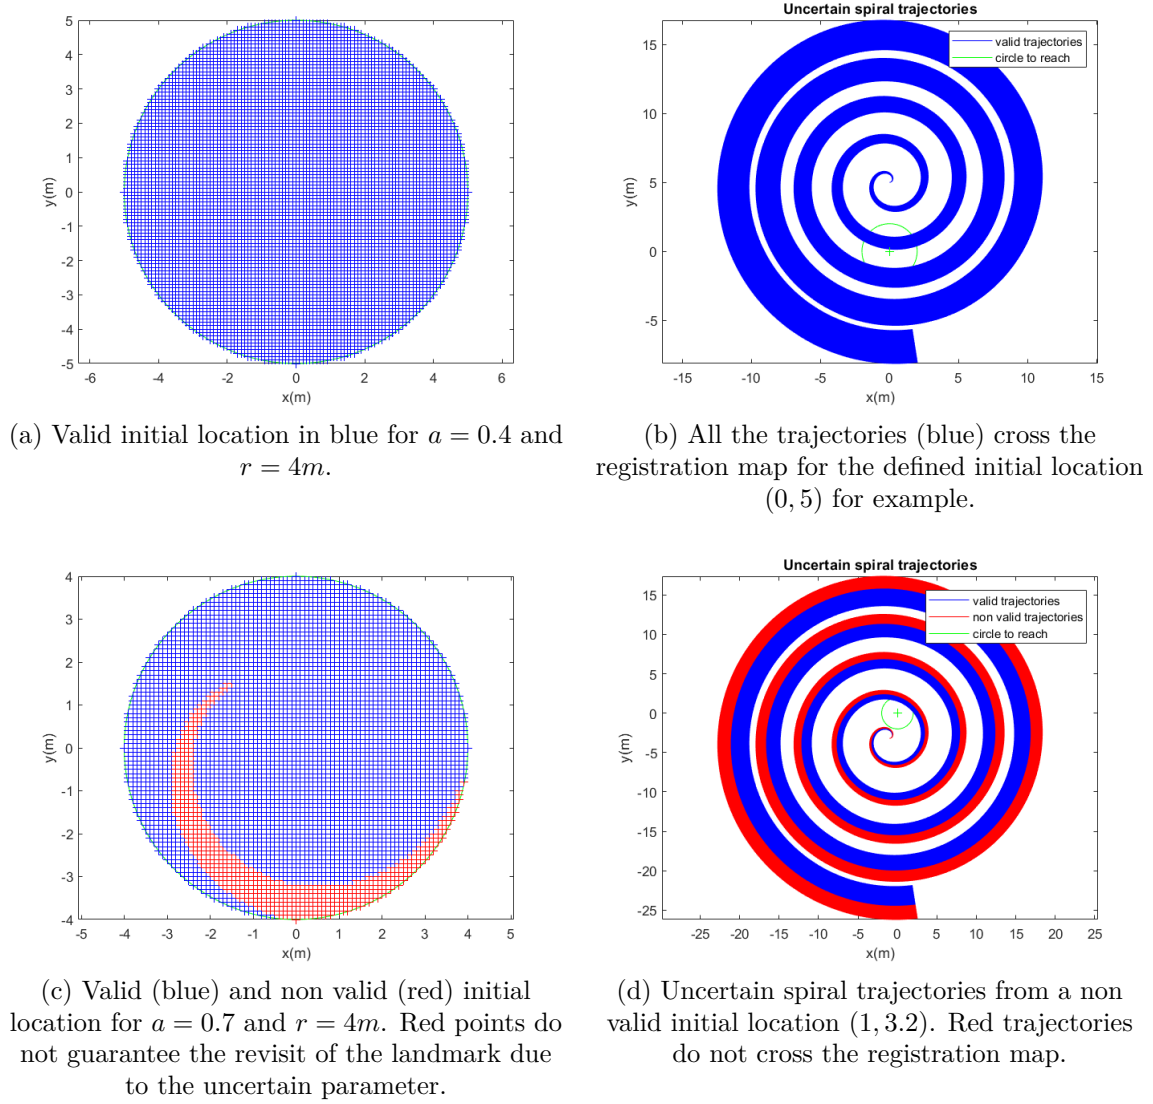 5
4
3
2
1
0
-1
-2
-3
-4
-5
y(m)
-6 -4 -2 0 2 4 6
x(m)
(a) Valid initial location in blue for a = 0.4 and
r = 4m.
Uncertain spiral trajectories
valid trajectories
circle to reach
15
10
5
0
-5
y(m)
-15 -10 -5 0 5 10 15
x(m)
(b) All the trajectories (blue) cross the
registration map for the defined initial location
(0, 5) for example.
4
3
2
1
0
-1
-2
-3
-4
y(m)
-5 -4 -3 -2 -1 0 1 2 3 4 5
x(m)
(c) Valid (blue) and non valid (red) initial
location for a = 0.7 and r = 4m. Red points do
not guarantee the revisit of the landmark due
to the uncertain parameter.
Uncertain spiral trajectories
valid trajectories
non valid trajectories
circle to reach
15
10
5
0
-5
-10
-15
-20
-25
y(m)
-25 -20 -15 -10 -5 0 5 10 15 20 25
x(m)
(d) Uncertain spiral trajectories from a non
valid initial location (1, 3.2). Red trajectories
do not cross the registration map.